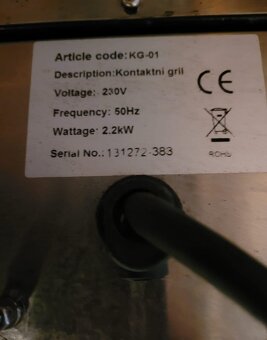 Article code: KG-01
Description: Kontaktni gril
Voltage: 230V
Frequency: 50Hz
Wattage: 2.2kW
Serial No.: 131272-383
CE
ROHS